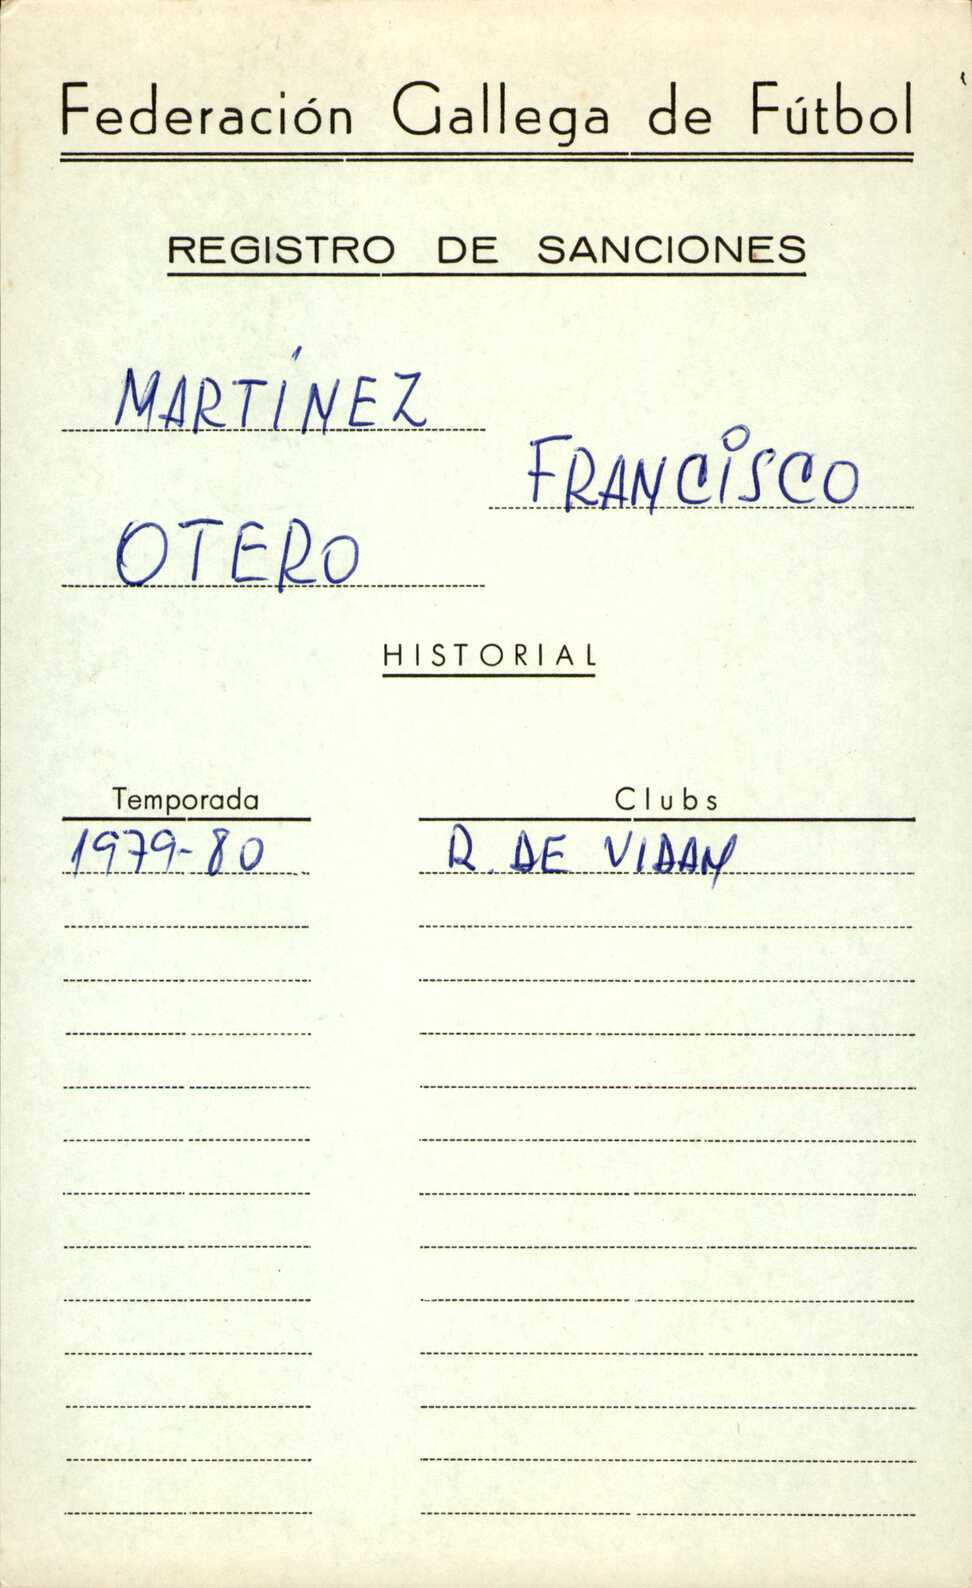 Federación Gallega de Fútbol
REGISTRO DE SANCIONES
MARTÍNEZ
FRANCISCO
OTERO
HISTORIAL
Temporada Clubs
1979-80 R. DE VIDAN